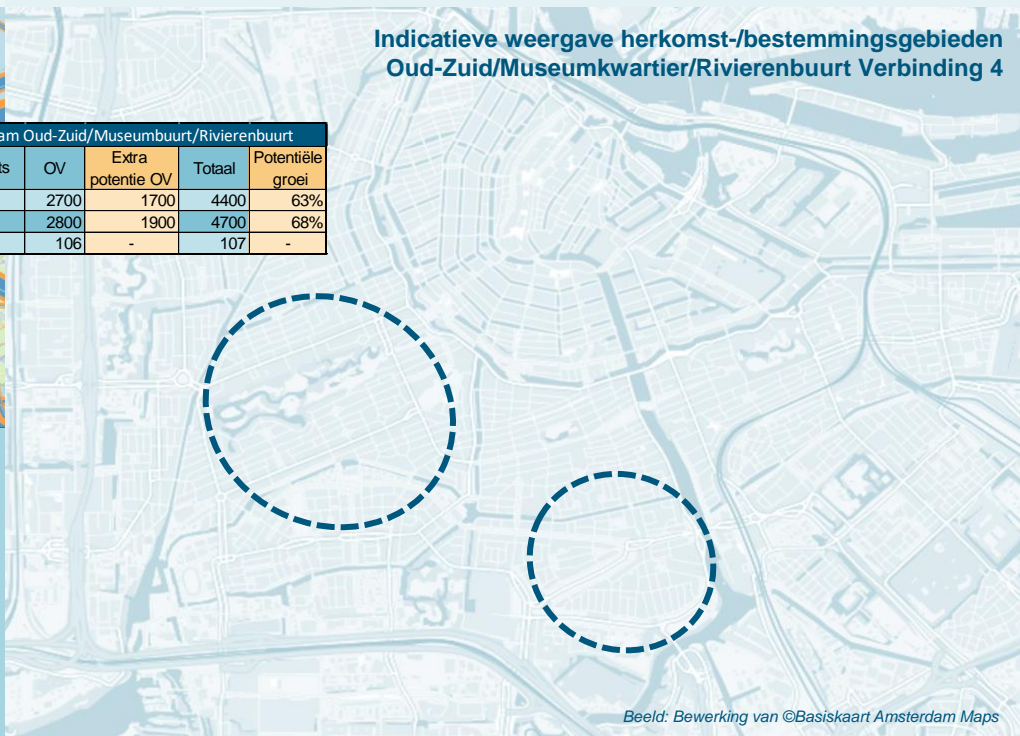 Indicatieve weergave herkomst-/bestemmingsgebieden
Oud-Zuid/Museumkwartier/Rivierenbuurt Verbinding 4
am Oud-Zuid/Museumbuurt/Rivierenbuurt
ts OV Extra potentie OV Totaal Potentiële groei
2700 1700 4400 63%
2800 1900 4700 68%
106 - 107 -
Beeld: Bewerking van ©Basiskaart Amsterdam Maps